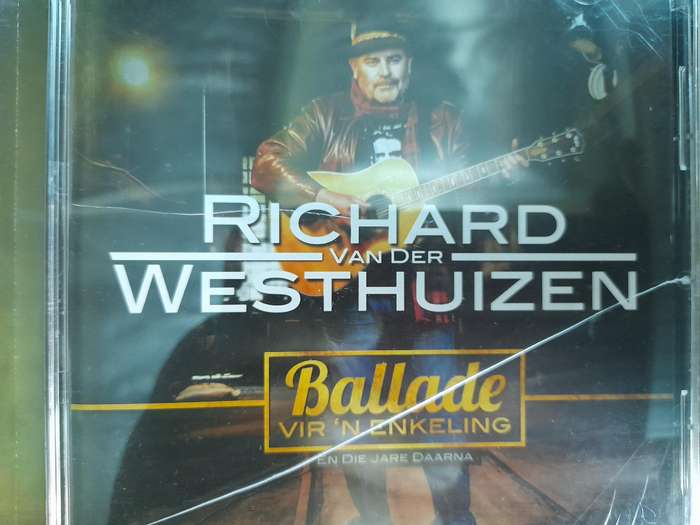 RICHARD
VAN DER
WESTHUIZEN
Ballade
VIR 'N ENKELING
EN DIE JARE DAARNA